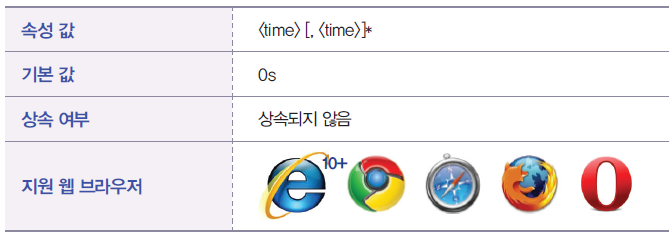 속성 값 〈time〉 [, 〈time〉]*
기본 값 0s
상속 여부 상속되지 않음
지원 웹 브라우저 10+